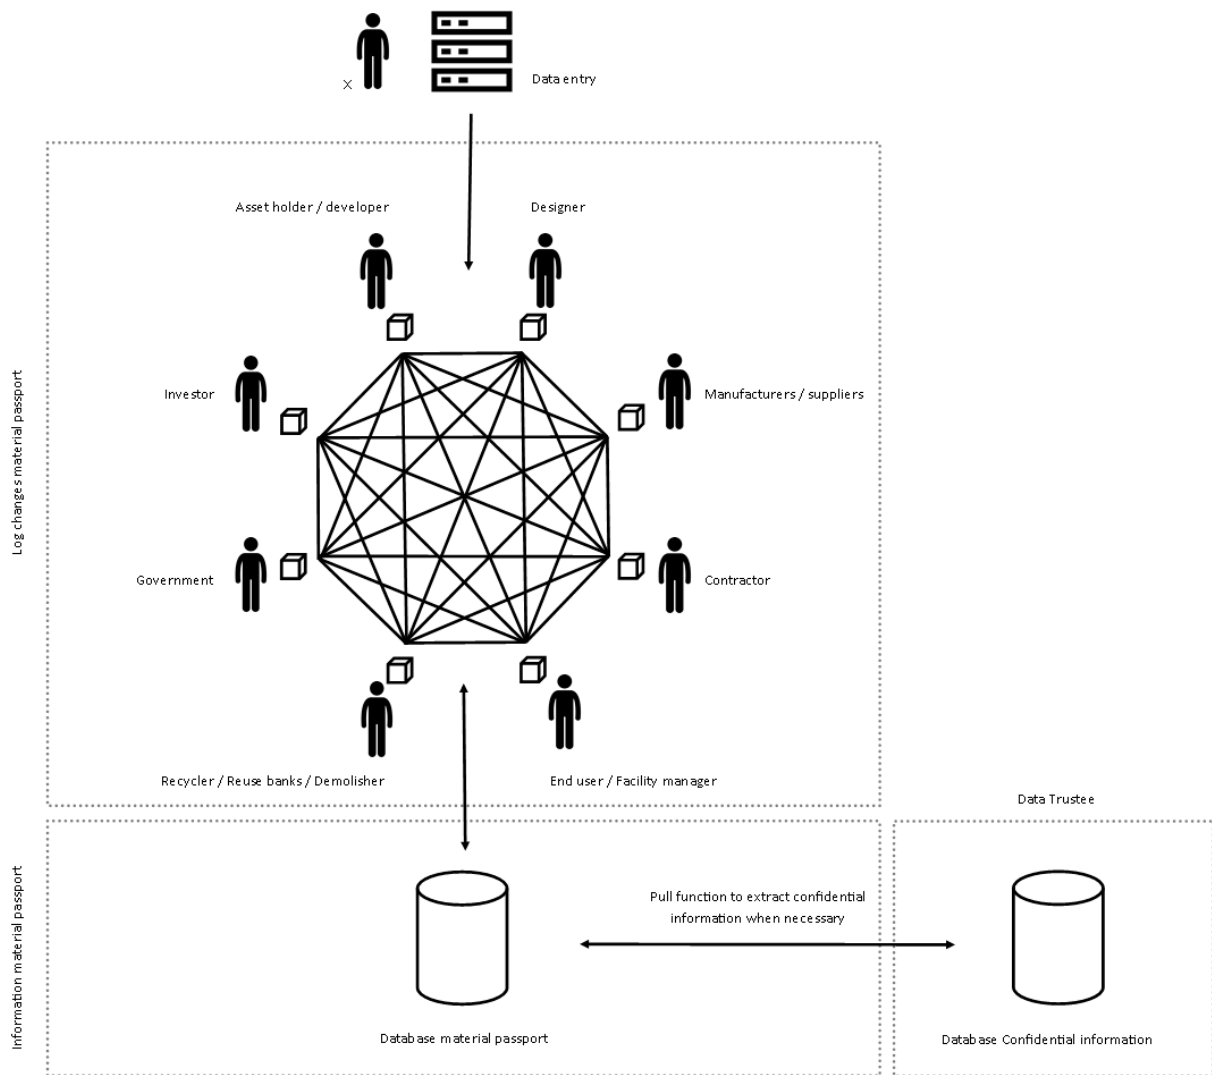 x
Data entry
Asset holder / developer
Designer
Investor
Manufacturers / suppliers
Log changes material passport
Government
Contractor
Recycler / Reuse banks / Demolisher
End user / Facility manager
Data Trustee
Information material passport
Pull function to extract confidential
information when necessary
Database material passport
Database Confidential information